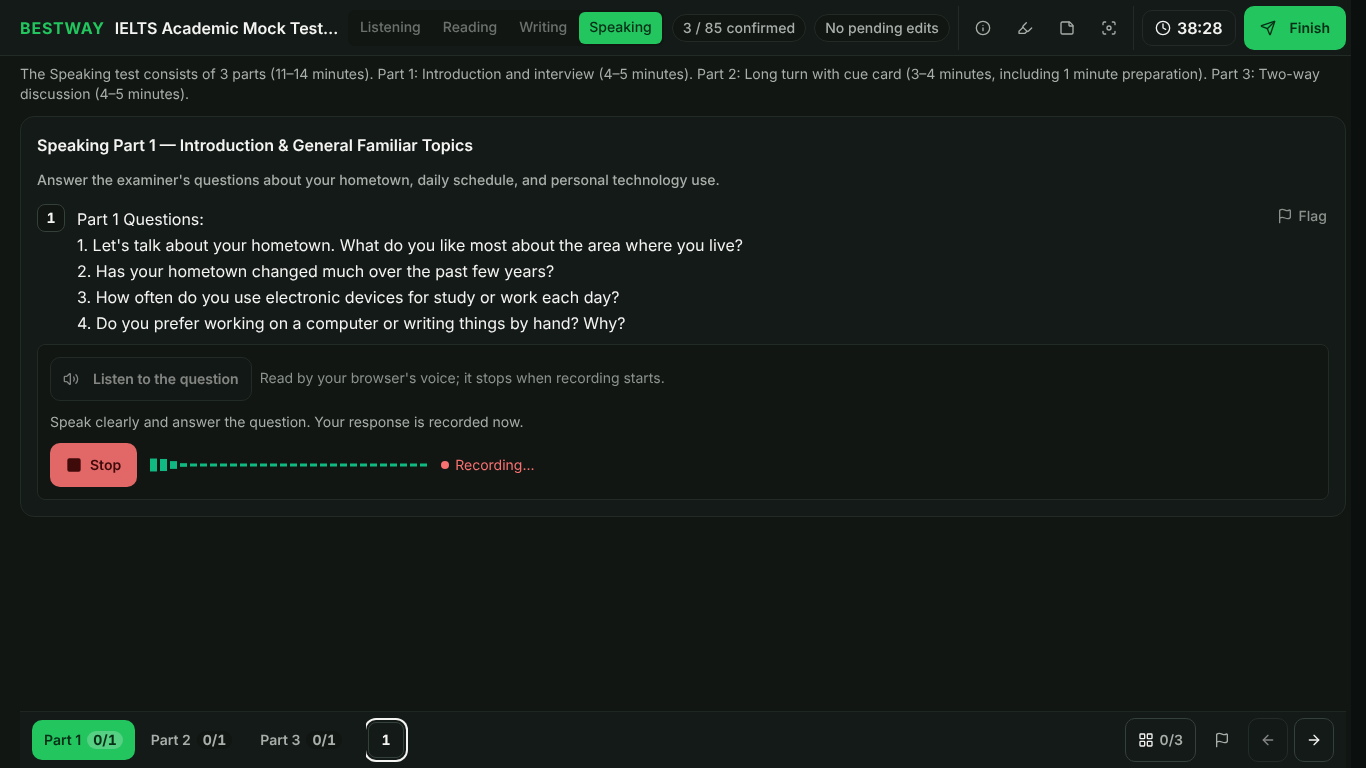 BESTWAY IELTS Academic Mock Test... Listening Reading Writing Speaking 3 / 85 confirmed No pending edits 38:28 Finish
The Speaking test consists of 3 parts (11–14 minutes). Part 1: Introduction and interview (4–5 minutes). Part 2: Long turn with cue card (3–4 minutes, including 1 minute preparation). Part 3: Two-way
discussion (4–5 minutes).
Speaking Part 1 — Introduction & General Familiar Topics
Answer the examiner's questions about your hometown, daily schedule, and personal technology use.
1 Part 1 Questions: Flag
1. Let's talk about your hometown. What do you like most about the area where you live?
2. Has your hometown changed much over the past few years?
3. How often do you use electronic devices for study or work each day?
4. Do you prefer working on a computer or writing things by hand? Why?
Listen to the question Read by your browser's voice; it stops when recording starts.
Speak clearly and answer the question. Your response is recorded now.
Stop Recording...
Part 1 0/1 Part 2 0/1 Part 3 0/1 1 0/3